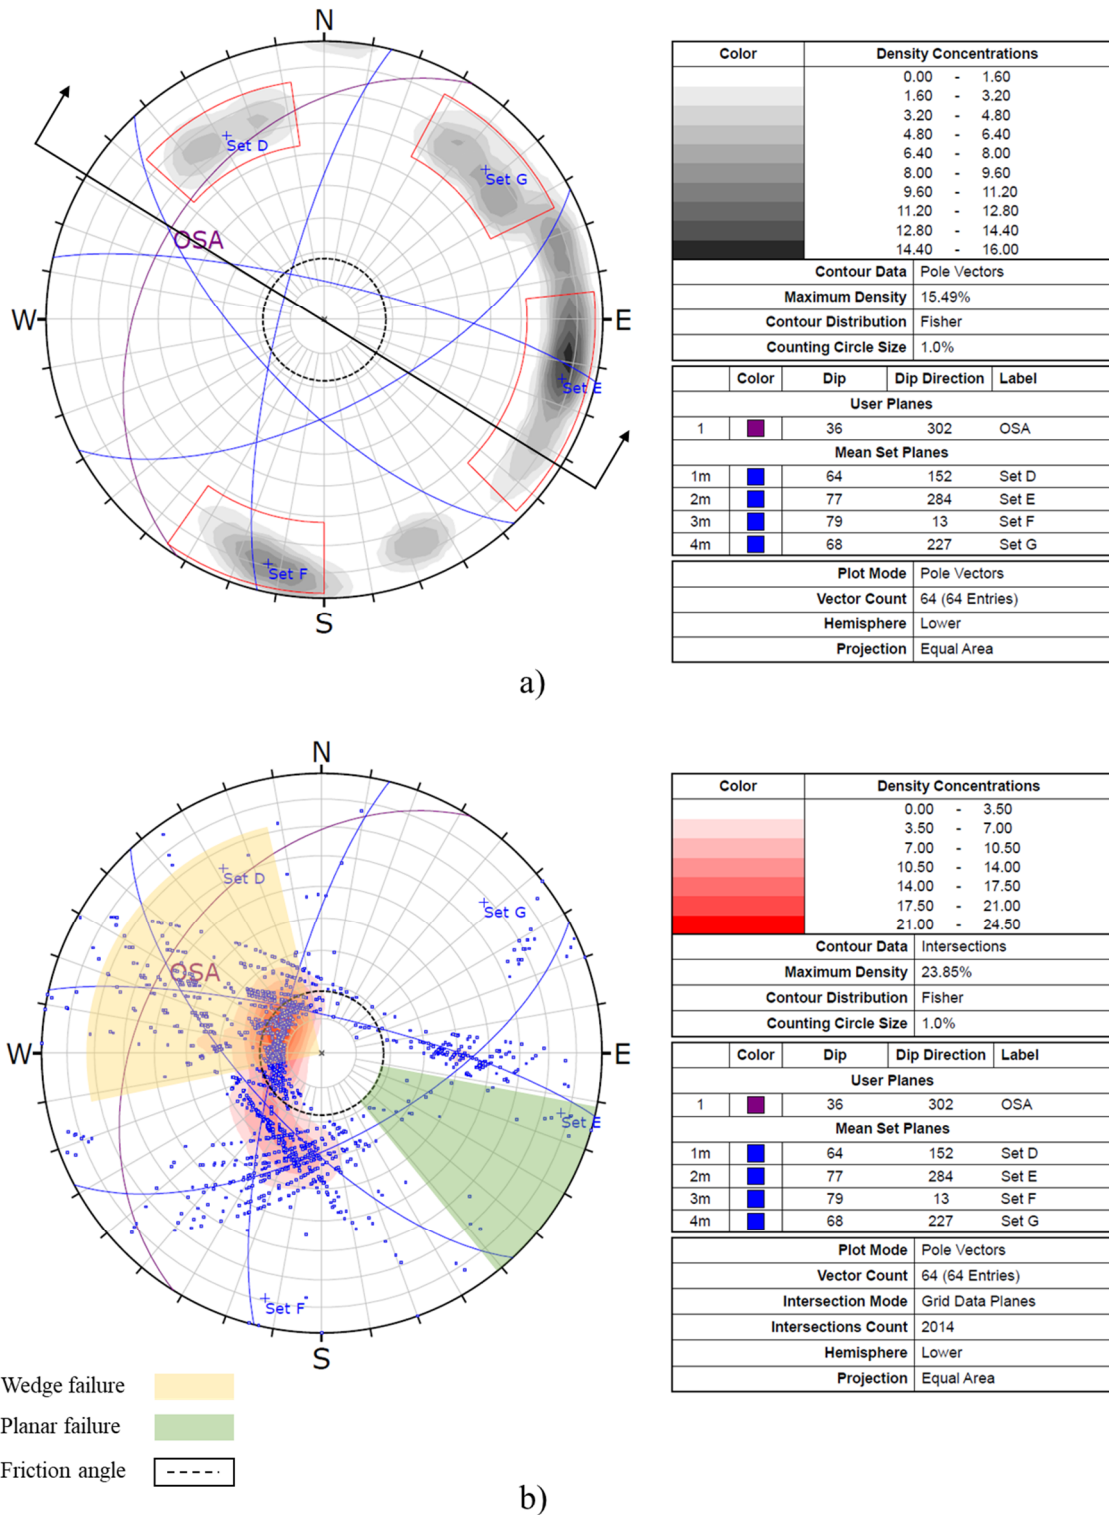 N
W
E
S
Set D
Set G
OSA
Set E
Set F
Color Density Concentrations
0.00 - 1.60
1.60 - 3.20
3.20 - 4.80
4.80 - 6.40
6.40 - 8.00
8.00 - 9.60
9.60 - 11.20
11.20 - 12.80
12.80 - 14.40
14.40 - 16.00
Contour Data Pole Vectors
Maximum Density 15.49%
Contour Distribution Fisher
Counting Circle Size 1.0%
Color Dip Dip Direction Label
User Planes
1 36 302 OSA
Mean Set Planes
1m 64 152 Set D
2m 77 284 Set E
3m 79 13 Set F
4m 68 227 Set G
Plot Mode Pole Vectors
Vector Count 64 (64 Entries)
Hemisphere Lower
Projection Equal Area
a)
N
W
E
S
Set D
Set G
OSA
Set E
Set F
Color Density Concentrations
0.00 - 3.50
3.50 - 7.00
7.00 - 10.50
10.50 - 14.00
14.00 - 17.50
17.50 - 21.00
21.00 - 24.50
Contour Data Intersections
Maximum Density 23.85%
Contour Distribution Fisher
Counting Circle Size 1.0%
Color Dip Dip Direction Label
User Planes
1 36 302 OSA
Mean Set Planes
1m 64 152 Set D
2m 77 284 Set E
3m 79 13 Set F
4m 68 227 Set G
Plot Mode Pole Vectors
Vector Count 64 (64 Entries)
Intersection Mode Grid Data Planes
Intersections Count 2014
Hemisphere Lower
Projection Equal Area
Wedge failure
Planar failure
Friction angle
b)